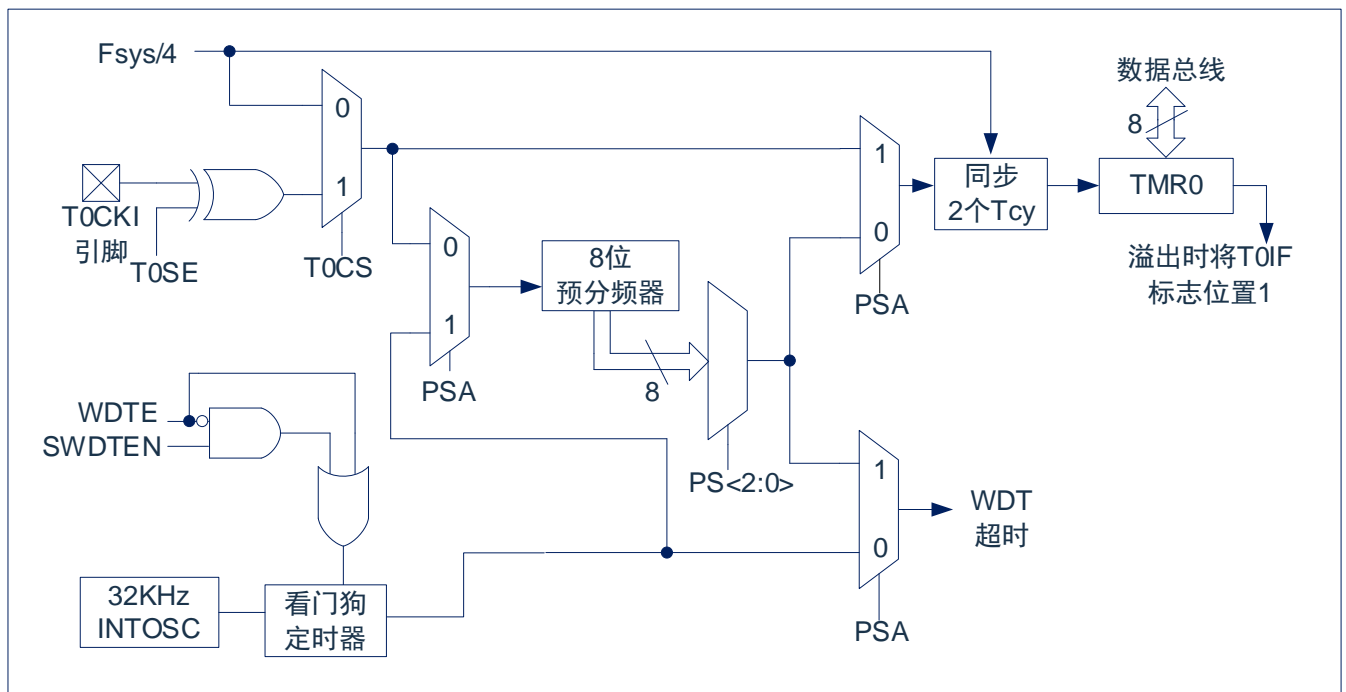 Fsys/4
数据总线
8
0
1
T0CKI
引脚
T0SE
T0CS
1
0
PSA
同步
2个Tcy
TMR0
溢出时将T0IF
标志位置1
0
1
PSA
8位
预分频器
8
PS<2:0>
WDTE
SWDTEN
1
0
PSA
WDT
超时
32KHz
INTOSC
看门狗
定时器